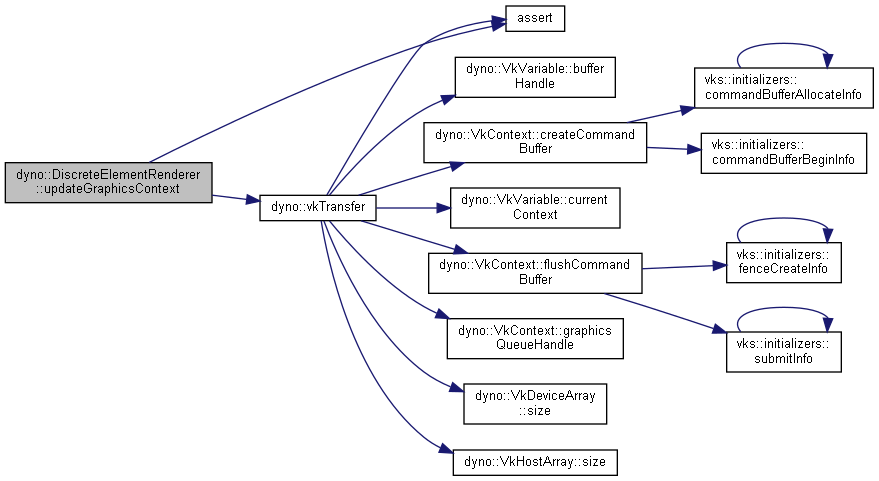 assert
dyno::VkVariable::buffer
Handle
vks::initializers::
commandBufferAllocateInfo
dyno::VkContext::createCommand
Buffer
vks::initializers::
commandBufferBeginInfo
dyno::DiscreteElementRenderer
::updateGraphicsContext
dyno::vkTransfer
dyno::VkVariable::current
Context
dyno::VkContext::flushCommand
Buffer
vks::initializers::
fenceCreateInfo
dyno::VkContext::graphics
QueueHandle
vks::initializers::
submitInfo
dyno::VkDeviceArray
::size
dyno::VkHostArray::size